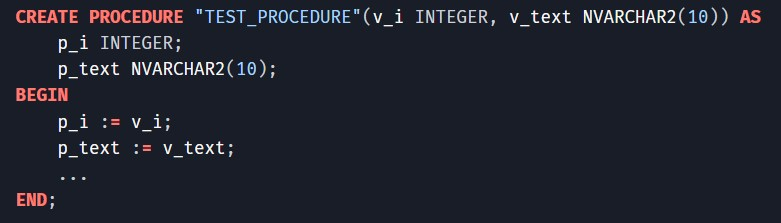 CREATE PROCEDURE "TEST_PROCEDURE"(v_i INTEGER, v_text NVARCHAR2(10)) AS
    p_i INTEGER;
    p_text NVARCHAR2(10);
BEGIN
    p_i := v_i;
    p_text := v_text;
    ...
END;